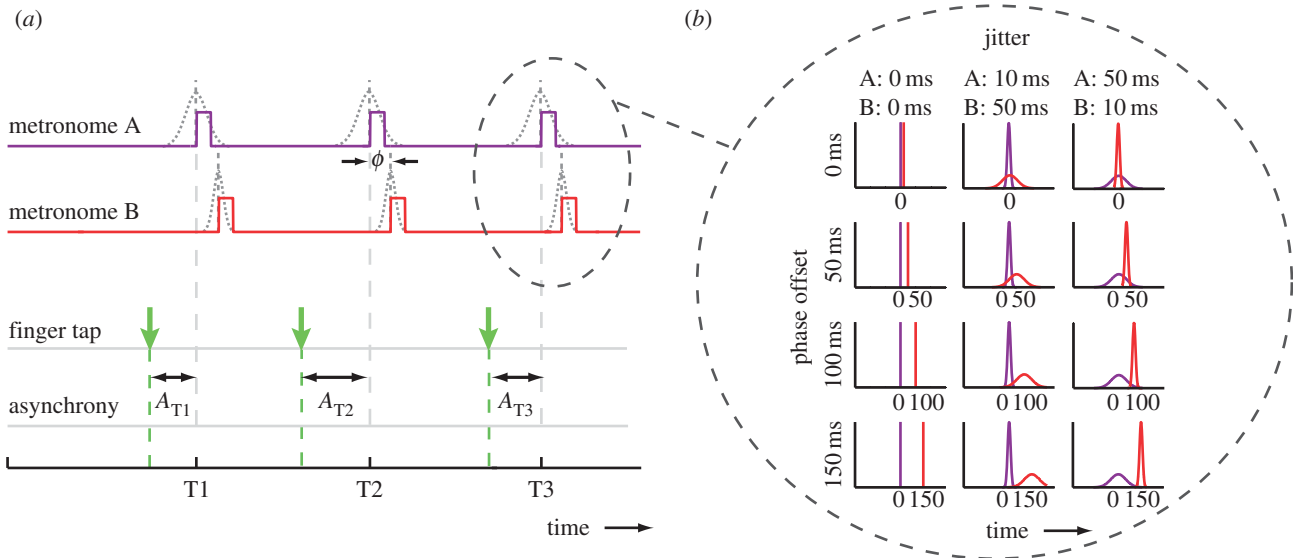 (a)
metronome A
ϕ
metronome B
finger tap
asynchrony
A_T1
A_T2
A_T3
T1
T2
T3
time
(b)
jitter
A: 0 ms
B: 0 ms
A: 10 ms
B: 50 ms
A: 50 ms
B: 10 ms
phase offset
0 ms
0
0
0
50 ms
0 50
0 50
0 50
100 ms
0 100
0 100
0 100
150 ms
0 150
0 150
0 150
time